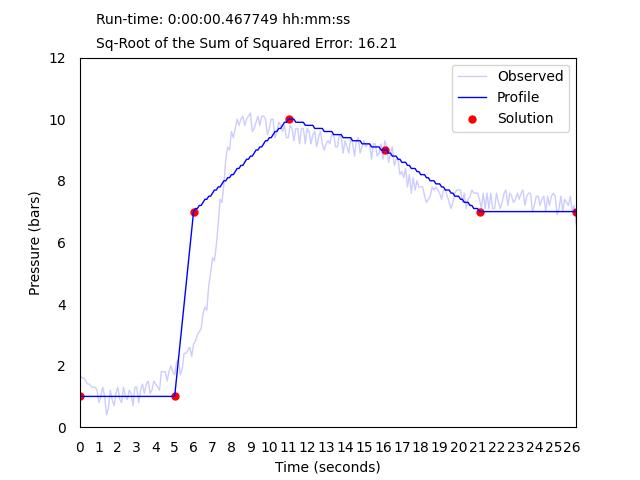 Run-time: 0:00:00.467749 hh:mm:ss
Sq-Root of the Sum of Squared Error: 16.21
Observed
Profile
Solution
12
10
8
6
4
2
0
Pressure (bars)
0 1 2 3 4 5 6 7 8 9 10 11 12 13 14 15 16 17 18 19 20 21 22 23 24 25 26
Time (seconds)